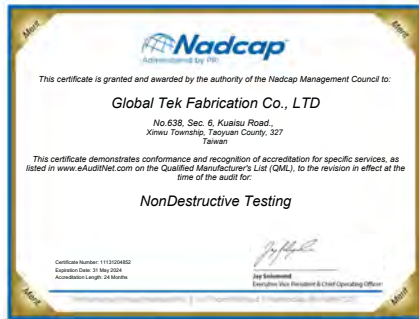 Merit
Merit
Nadcap
Administered by PRI
This certificate is granted and awarded by the authority of the Nadcap Management Council to:
Global Tek Fabrication Co., LTD
No.638, Sec. 6, Kuaisu Road.,
Xinwu Township, Taoyuan County, 327
Taiwan
This certificate demonstrates conformance and recognition of accreditation for specific services, as
listed in www.eAuditNet.com on the Qualified Manufacturer's List (QML), to the revision in effect at the
time of the audit for:
NonDestructive Testing
Certificate Number: 11131204852
Expiration Date: 31 May 2024
Accreditation Length: 24 Months
Jay Solomond
Executive Vice President & Chief Operating Officer
Merit
Merit